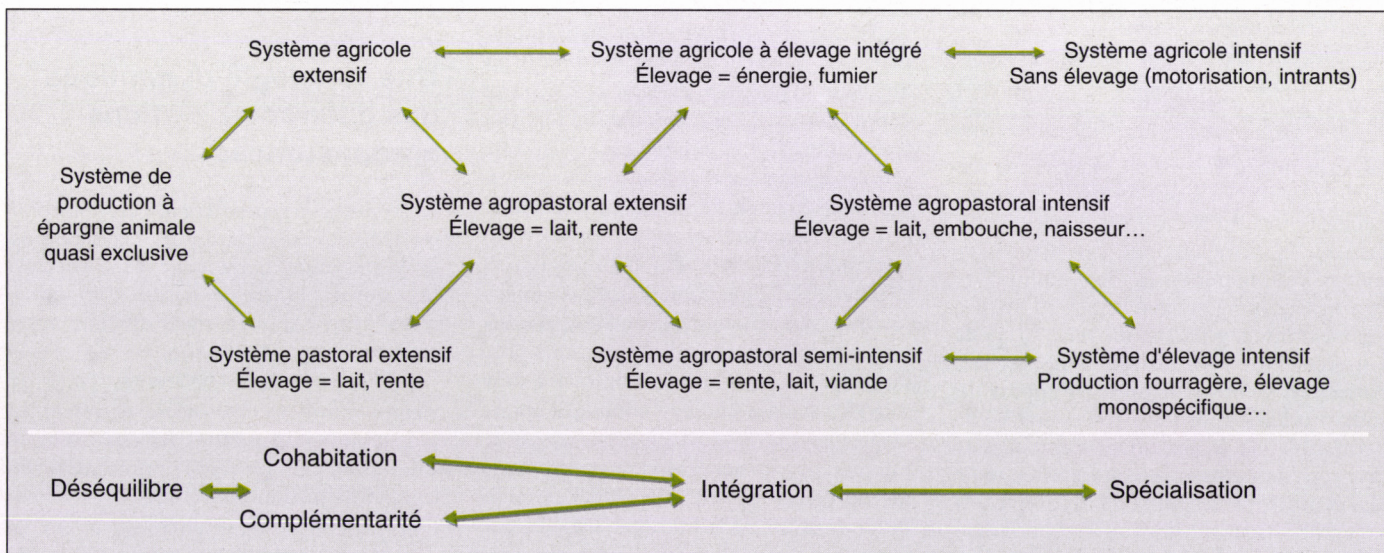 Système agricole
extensif
Système agricole à élevage intégré
Élevage = énergie, fumier
Système agricole intensif
Sans élevage (motorisation, intrants)
Système de
production à
épargne animale
quasi exclusive
Système agropastoral extensif
Élevage = lait, rente
Système agropastoral intensif
Élevage = lait, embouche, naisseur…
Système pastoral extensif
Élevage = lait, rente
Système agropastoral semi-intensif
Élevage = rente, lait, viande
Système d'élevage intensif
Production fourragère, élevage
monospécifique…
Cohabitation
Déséquilibre
Intégration
Spécialisation
Complémentarité